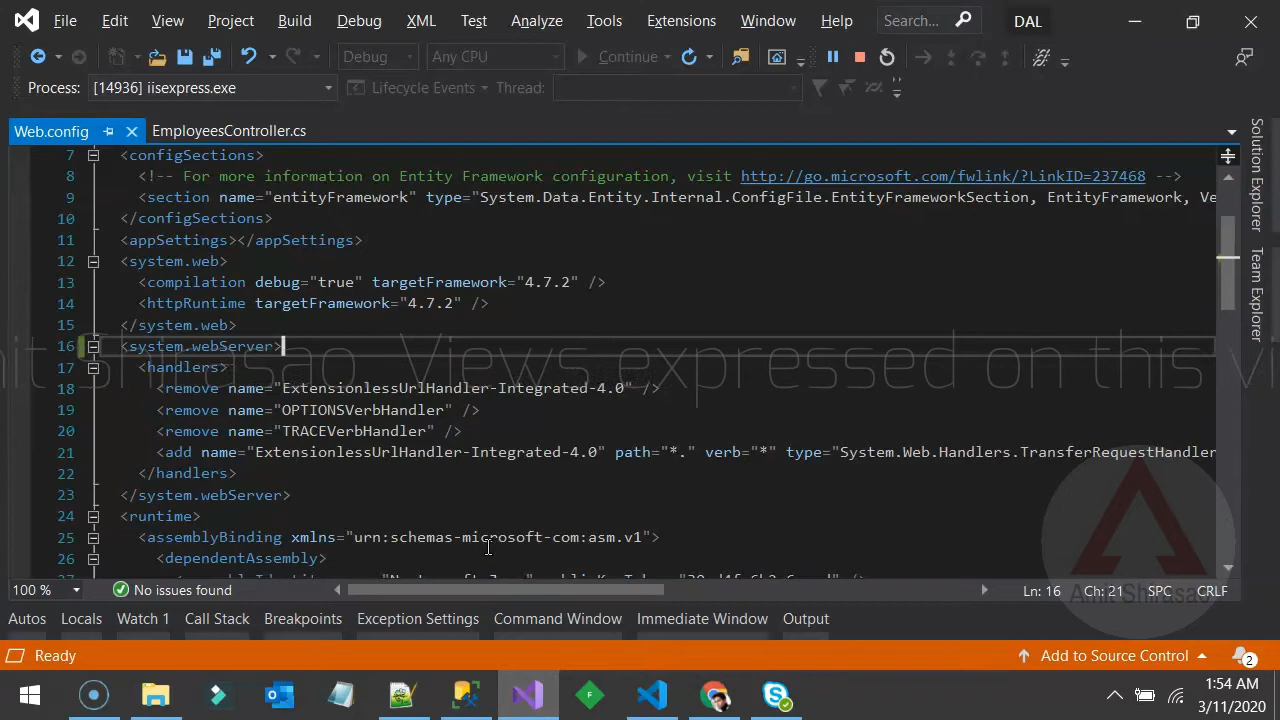 File Edit View Project Build Debug XML Test Analyze Tools Extensions Window Help Search... DAL
Debug Any CPU Continue
Process: [14936] iisexpress.exe Lifecycle Events Thread:
Web.config EmployeesController.cs
7 <configSections>
8 <!-- For more information on Entity Framework configuration, visit http://go.microsoft.com/fwlink/?LinkID=237468 -->
9 <section name="entityFramework" type="System.Data.Entity.Internal.ConfigFile.EntityFrameworkSection, EntityFramework, Ve
10 </configSections>
11 <appSettings></appSettings>
12 <system.web>
13 <compilation debug="true" targetFramework="4.7.2" />
14 <httpRuntime targetFramework="4.7.2" />
15 </system.web>
16 <system.webServer>
Shirasao Views expressed on this vi
17 <handlers>
18 <remove name="ExtensionlessUrlHandler-Integrated-4.0" />
19 <remove name="OPTIONSVerbHandler" />
20 <remove name="TRACEVerbHandler" />
21 <add name="ExtensionlessUrlHandler-Integrated-4.0" path="*." verb="*" type="System.Web.Handlers.TransferRequestHandler
22 </handlers>
23 </system.webServer>
24 <runtime>
25 <assemblyBinding xmlns="urn:schemas-microsoft-com:asm.v1">
26 <dependentAssembly>
Solution Explorer
Team Explorer
100 % No issues found Ln: 16 Ch: 21 SPC CRLF
Amit Shirasao
Autos Locals Watch 1 Call Stack Breakpoints Exception Settings Command Window Immediate Window Output
Ready Add to Source Control 2
1:54 AM
3/11/2020